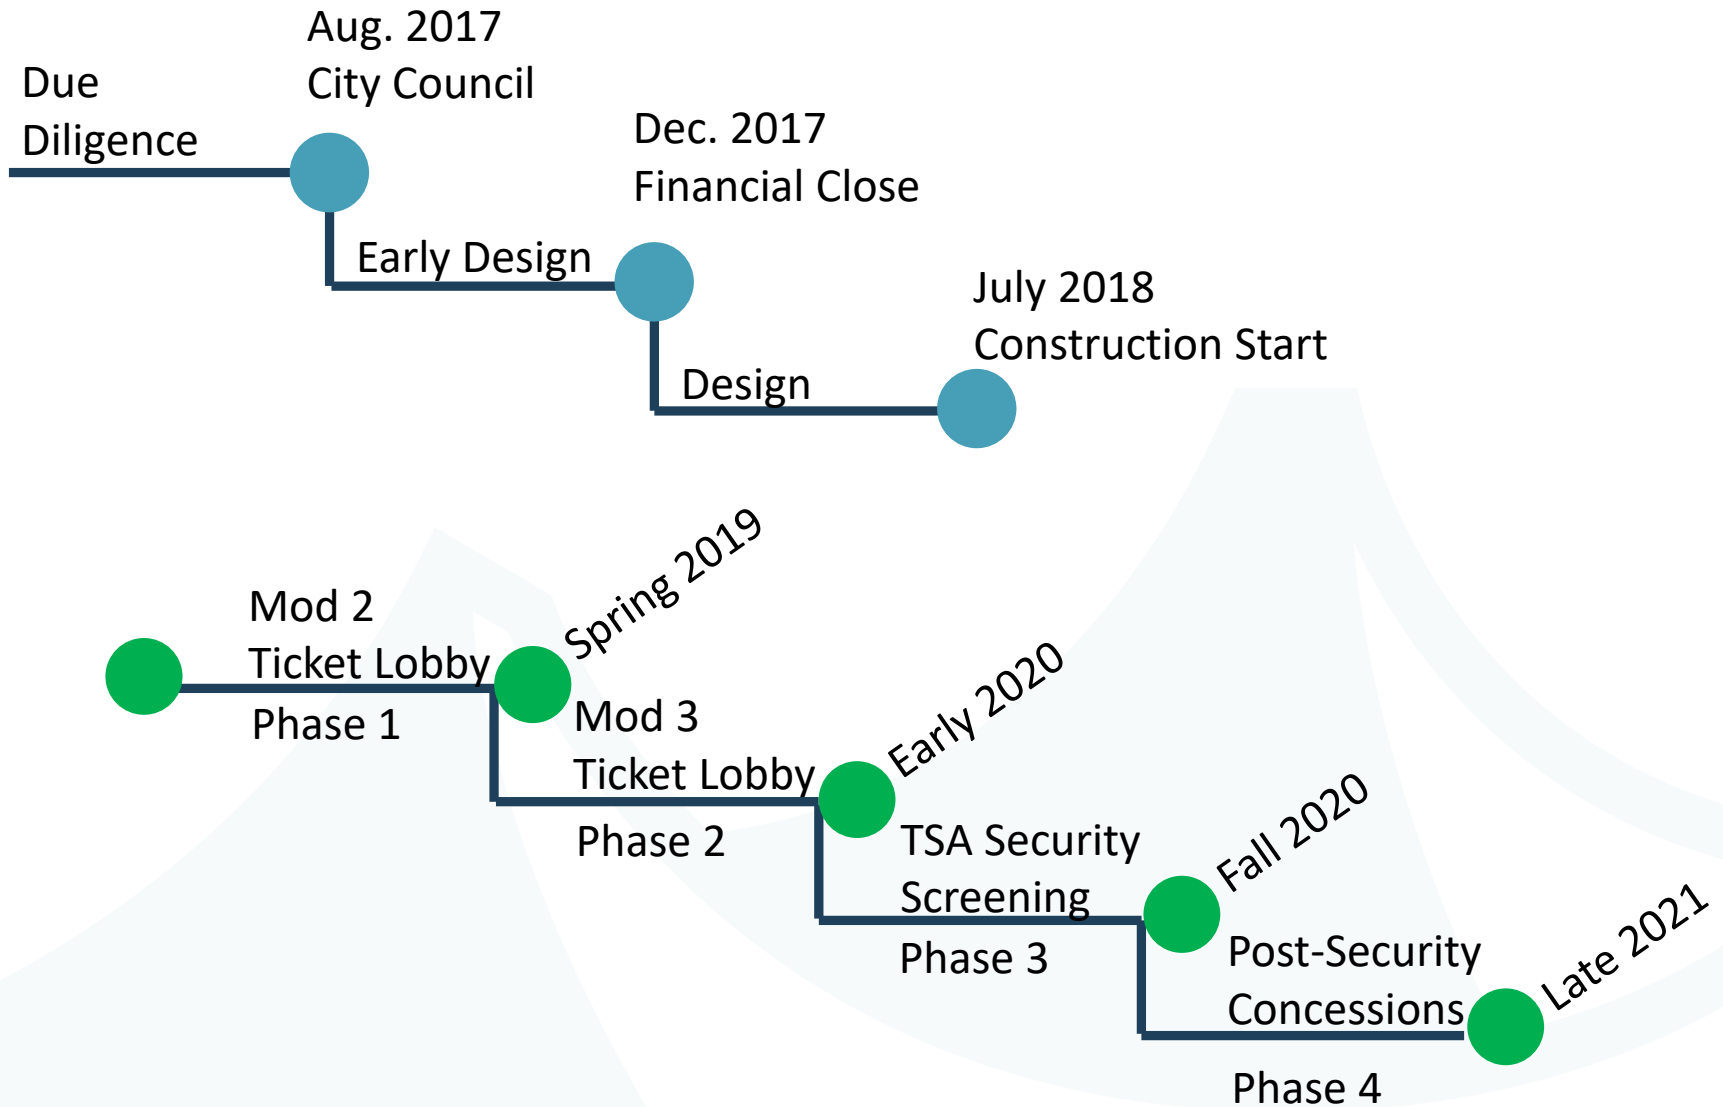 Due
Diligence
Aug. 2017
City Council
Early Design
Dec. 2017
Financial Close
Design
July 2018
Construction Start
Mod 2
Ticket Lobby
Phase 1
Spring 2019
Mod 3
Ticket Lobby
Phase 2
Early 2020
TSA Security
Screening
Phase 3
Fall 2020
Post-Security
Concessions
Phase 4
Late 2021